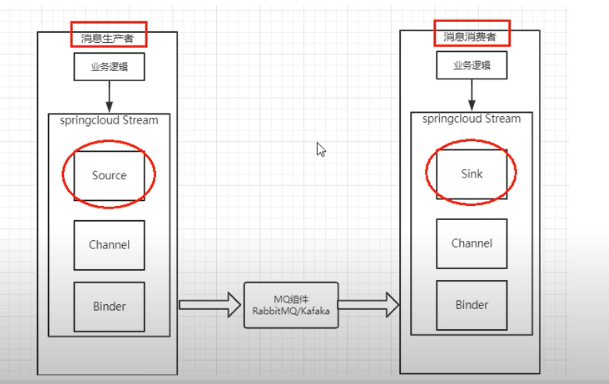 消息生产者
业务逻辑
springcloud Stream
Source
Channel
Binder
MQ组件
RabbitMQ/Kafaka
消息消费者
业务逻辑
springcloud Stream
Sink
Channel
Binder